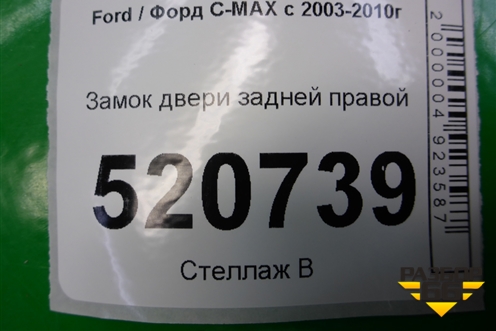 Ford / Форд C-MAX с 2003-2010г
Замок двери задней правой
520739
Стеллаж В
2000004923587